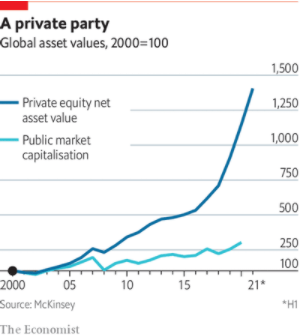 A private party
Global asset values, 2000=100
1,500
Private equity net
asset value
1,250
Public market
capitalisation
1,000
750
500
250
100
2000 05 10 15 21*
Source: McKinsey *H1
The Economist